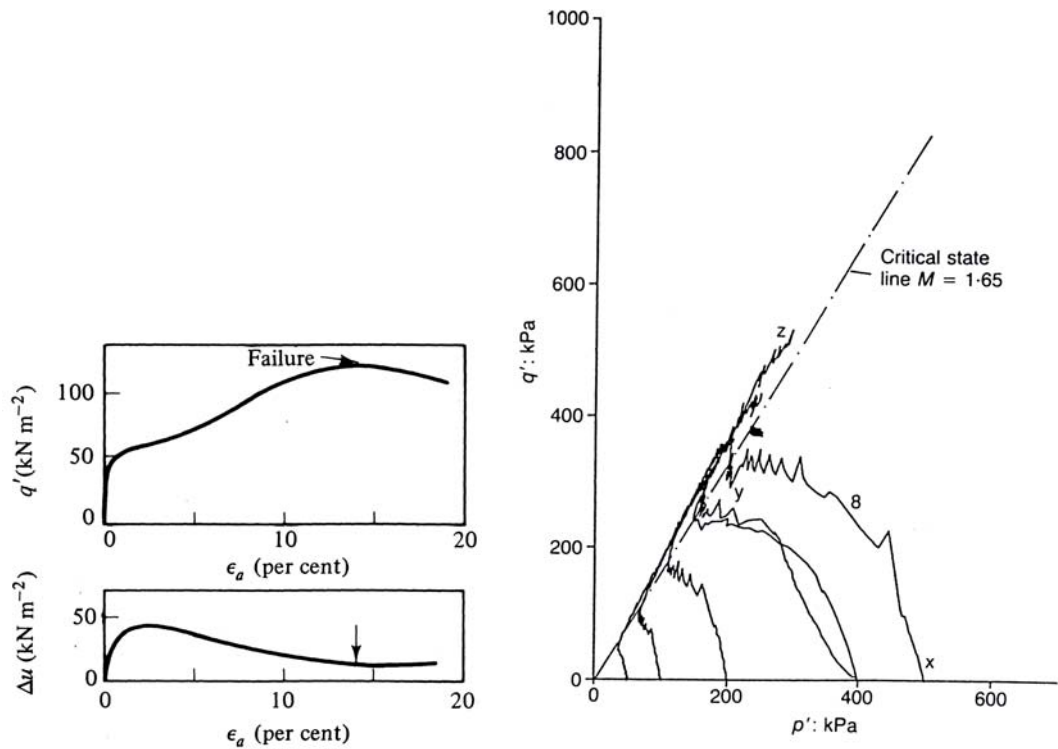 Failure
100
50
0
q′(kN m⁻²)
0
10
20
ϵₐ (per cent)
50
0
Δu (kN m⁻²)
0
10
20
ϵₐ (per cent)
1000
800
600
400
200
0
q′: kPa
Critical state
line M = 1·65
z
y
8
x
0
200
400
600
p′: kPa